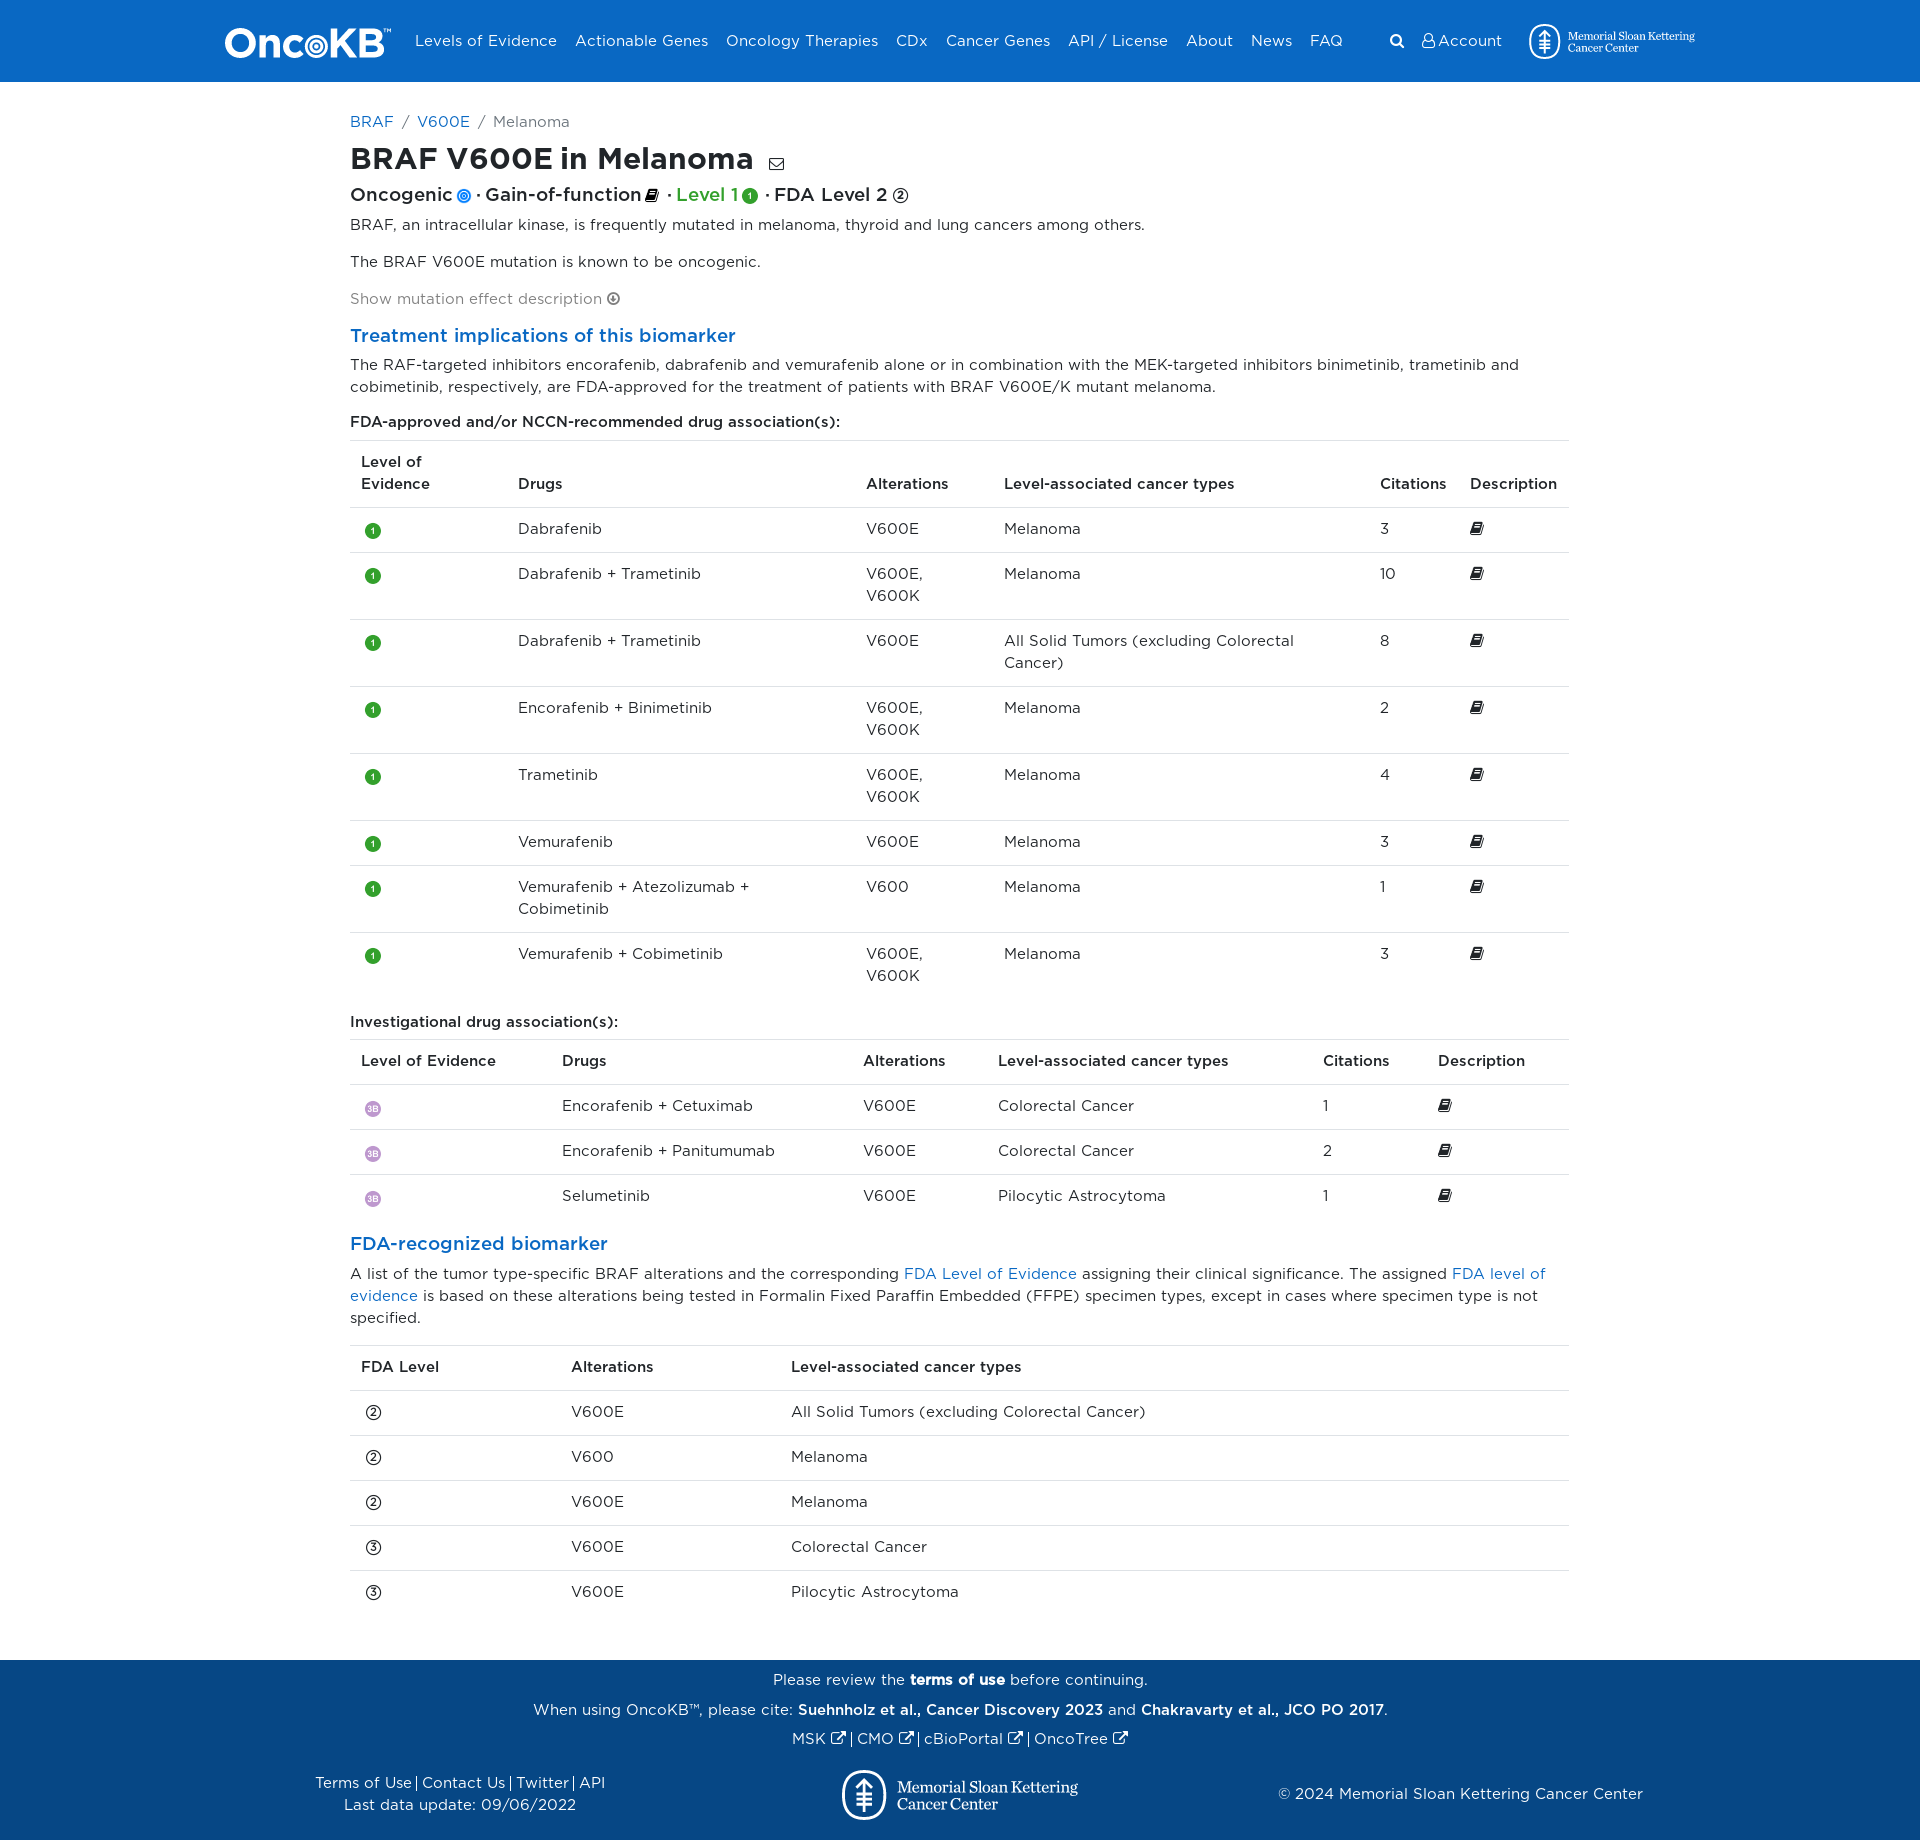 OncoKB™ Levels of Evidence Actionable Genes Oncology Therapies CDx Cancer Genes API / License About News FAQ Account Memorial Sloan Kettering
Cancer Center
BRAF / V600E / Melanoma
BRAF V600E in Melanoma
Oncogenic · Gain-of-function · Level 1 1 · FDA Level 2 2
BRAF, an intracellular kinase, is frequently mutated in melanoma, thyroid and lung cancers among others.
The BRAF V600E mutation is known to be oncogenic.
Show mutation effect description
Treatment implications of this biomarker
The RAF-targeted inhibitors encorafenib, dabrafenib and vemurafenib alone or in combination with the MEK-targeted inhibitors binimetinib, trametinib and
cobimetinib, respectively, are FDA-approved for the treatment of patients with BRAF V600E/K mutant melanoma.
FDA-approved and/or NCCN-recommended drug association(s):
Level of
Evidence Drugs Alterations Level-associated cancer types Citations Description
1 Dabrafenib V600E Melanoma 3
1 Dabrafenib + Trametinib V600E, Melanoma 10
V600K
1 Dabrafenib + Trametinib V600E All Solid Tumors (excluding Colorectal 8
Cancer)
1 Encorafenib + Binimetinib V600E, Melanoma 2
V600K
1 Trametinib V600E, Melanoma 4
V600K
1 Vemurafenib V600E Melanoma 3
1 Vemurafenib + Atezolizumab + V600 Melanoma 1
Cobimetinib
1 Vemurafenib + Cobimetinib V600E, Melanoma 3
V600K
Investigational drug association(s):
Level of Evidence Drugs Alterations Level-associated cancer types Citations Description
3B Encorafenib + Cetuximab V600E Colorectal Cancer 1
3B Encorafenib + Panitumumab V600E Colorectal Cancer 2
3B Selumetinib V600E Pilocytic Astrocytoma 1
FDA-recognized biomarker
A list of the tumor type-specific BRAF alterations and the corresponding FDA Level of Evidence assigning their clinical significance. The assigned FDA level of
evidence is based on these alterations being tested in Formalin Fixed Paraffin Embedded (FFPE) specimen types, except in cases where specimen type is not
specified.
FDA Level Alterations Level-associated cancer types
2 V600E All Solid Tumors (excluding Colorectal Cancer)
2 V600 Melanoma
2 V600E Melanoma
3 V600E Colorectal Cancer
3 V600E Pilocytic Astrocytoma
Please review the terms of use before continuing.
When using OncoKB™, please cite: Suehnholz et al., Cancer Discovery 2023 and Chakravarty et al., JCO PO 2017.
MSK | CMO | cBioPortal | OncoTree
Terms of Use | Contact Us | Twitter | API
Last data update: 09/06/2022
Memorial Sloan Kettering
Cancer Center
© 2024 Memorial Sloan Kettering Cancer Center